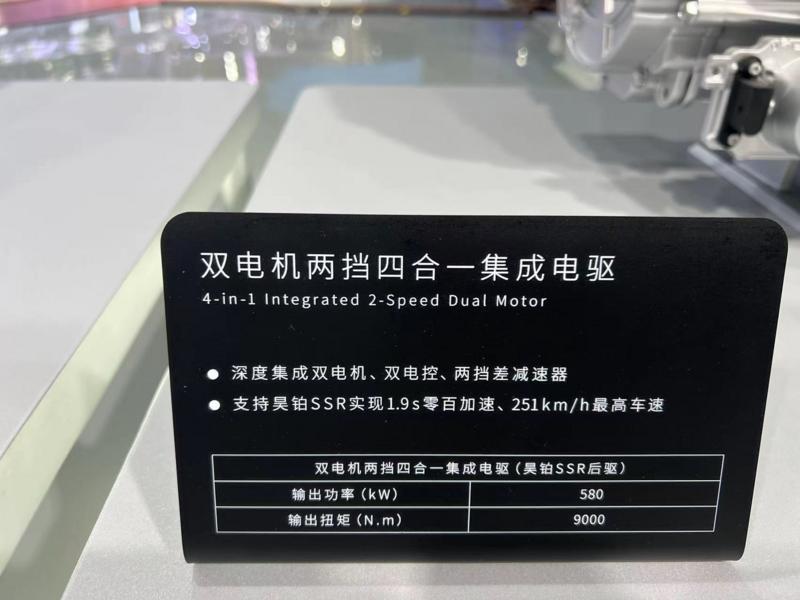 双电机两挡四合一集成电驱
4-in-1 Integrated 2-Speed Dual Motor
● 深度集成双电机、双电控、两挡差减速器
● 支持昊铂SSR实现1.9s零百加速、251km/h最高车速
双电机两挡四合一集成电驱（昊铂SSR后驱）
输出功率（kW） 580
输出扭矩（N.m） 9000